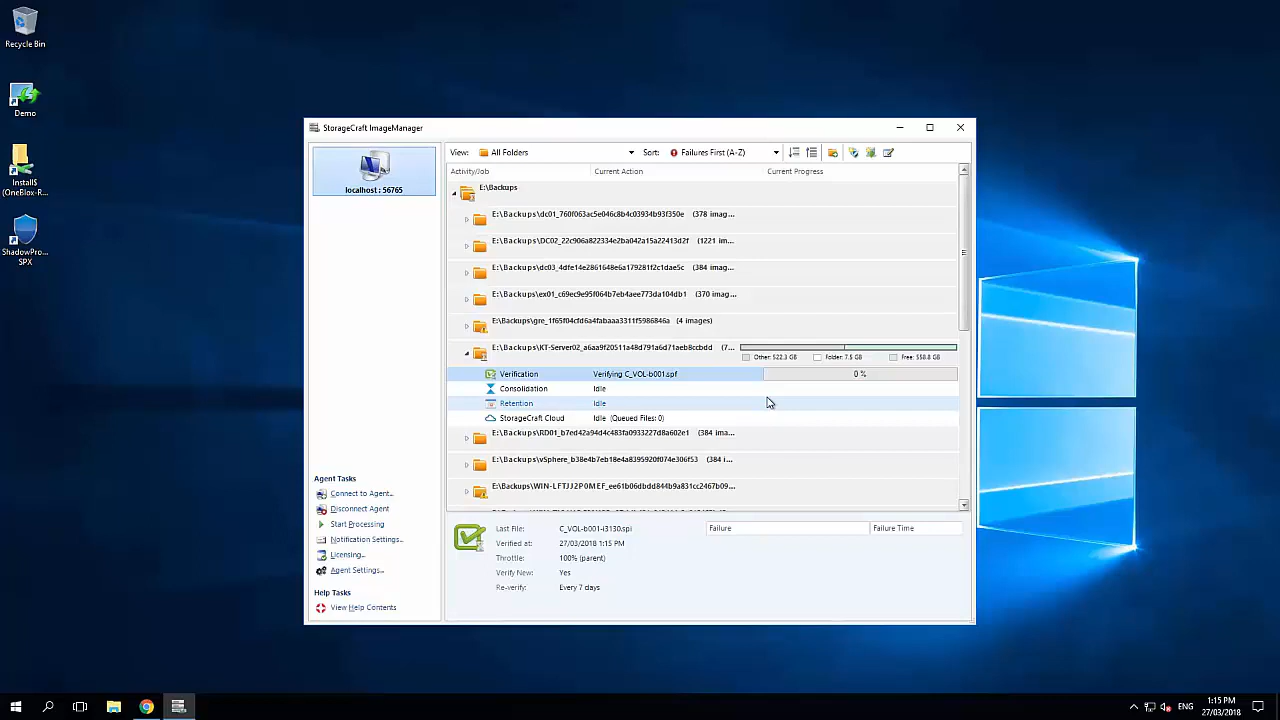 Recycle Bin
Demo
InstallS
(OneBlox-R...
ShadowPro...
SPX
StorageCraft ImageManager
localhost : 56765
View: All Folders
Sort: Failures First (A-Z)
Activity/Job Current Action Current Progress
E:\Backups
E:\Backups\dc01_760f063ac5e046c8b4c03934b93f350e (378 imag...
E:\Backups\DC02_22c906a822334e2ba042a15a22413d2f (1221 im...
E:\Backups\dc03_4dfe14e2861648e6a179281f2c1dae5c (384 imag...
E:\Backups\ex01_c69ec9e95f064b7eb4aee773da104db1 (370 imag...
E:\Backups\gre_1f65f04cfd6a4fabaaa3311f5986846a (4 images)
E:\Backups\KT-Server02_a6aa9f20511a48d791a6d71aeb8ccbdd (7...
Other: 522.3 GB Folder: 7.5 GB Free: 558.8 GB
Verification Verifying C_VOL-b001.spf 0 %
Consolidation Idle
Retention Idle
StorageCraft Cloud Idle (Queued Files: 0)
E:\Backups\RD01_b7ed42a94d4c483fa0933227d8a602e1 (384 ima...
E:\Backups\vSphere_b38e4b7eb18e4a8395920f074e306f53 (384 i...
E:\Backups\WIN-LFTJJ2P0MEF_ee61b06dbdd844b9a831cc2467b09...
Agent Tasks
Connect to Agent...
Disconnect Agent
Start Processing
Notification Settings...
Licensing...
Agent Settings...
Help Tasks
View Help Contents
Last File: C_VOL-b001-i3130.spi
Verified at: 27/03/2018 1:15 PM
Throttle: 100% (parent)
Verify New: Yes
Re-verify: Every 7 days
Failure Failure Time
ENG
1:15 PM
27/03/2018